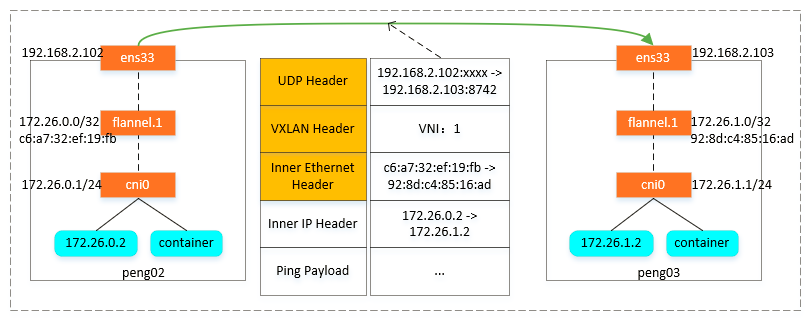 192.168.2.102
ens33
172.26.0.0/32
c6:a7:32:ef:19:fb
flannel.1
172.26.0.1/24
cni0
172.26.0.2
container
peng02
UDP Header
192.168.2.102:xxxx ->
192.168.2.103:8742
VXLAN Header
VNI：1
Inner Ethernet
Header
c6:a7:32:ef:19:fb ->
92:8d:c4:85:16:ad
Inner IP Header
172.26.0.2 ->
172.26.1.2
Ping Payload
...
ens33
192.168.2.103
flannel.1
172.26.1.0/32
92:8d:c4:85:16:ad
cni0
172.26.1.1/24
172.26.1.2
container
peng03